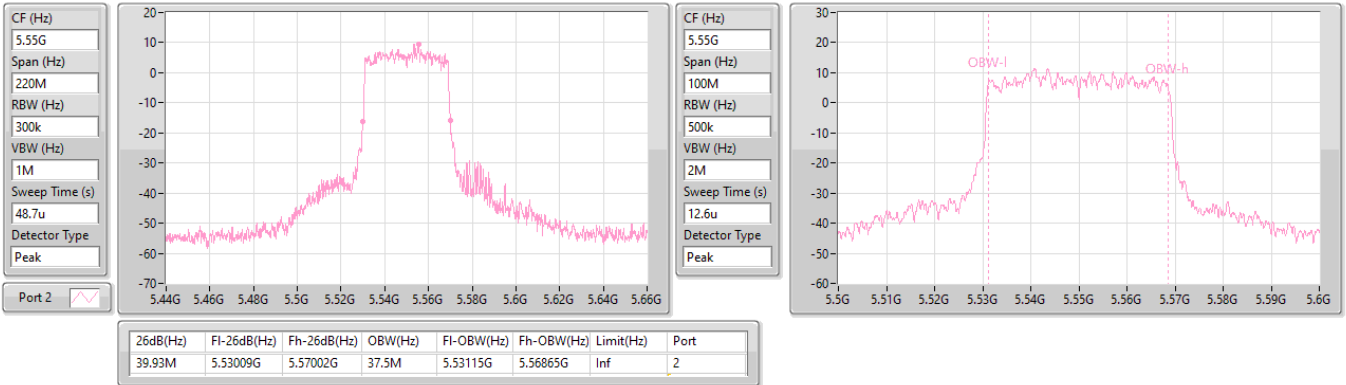 CF (Hz)
5.55G
Span (Hz)
220M
RBW (Hz)
300k
VBW (Hz)
1M
Sweep Time (s)
48.7u
Detector Type
Peak
Port 2
20-
10-
0-
-10-
-20-
-30-
-40-
-50-
-60-
-70-
5.44G 5.46G 5.48G 5.5G 5.52G 5.54G 5.56G 5.58G 5.6G 5.62G 5.64G 5.66G
CF (Hz)
5.55G
Span (Hz)
100M
RBW (Hz)
500k
VBW (Hz)
2M
Sweep Time (s)
12.6u
Detector Type
Peak
30-
20-
10-
0-
-10-
-20-
-30-
-40-
-50-
-60-
OBW-l
OBW-h
5.5G 5.51G 5.52G 5.53G 5.54G 5.55G 5.56G 5.57G 5.58G 5.59G 5.6G
26dB(Hz) Fl-26dB(Hz) Fh-26dB(Hz) OBW(Hz) Fl-OBW(Hz) Fh-OBW(Hz) Limit(Hz) Port
39.93M 5.53009G 5.57002G 37.5M 5.53115G 5.56865G Inf 2